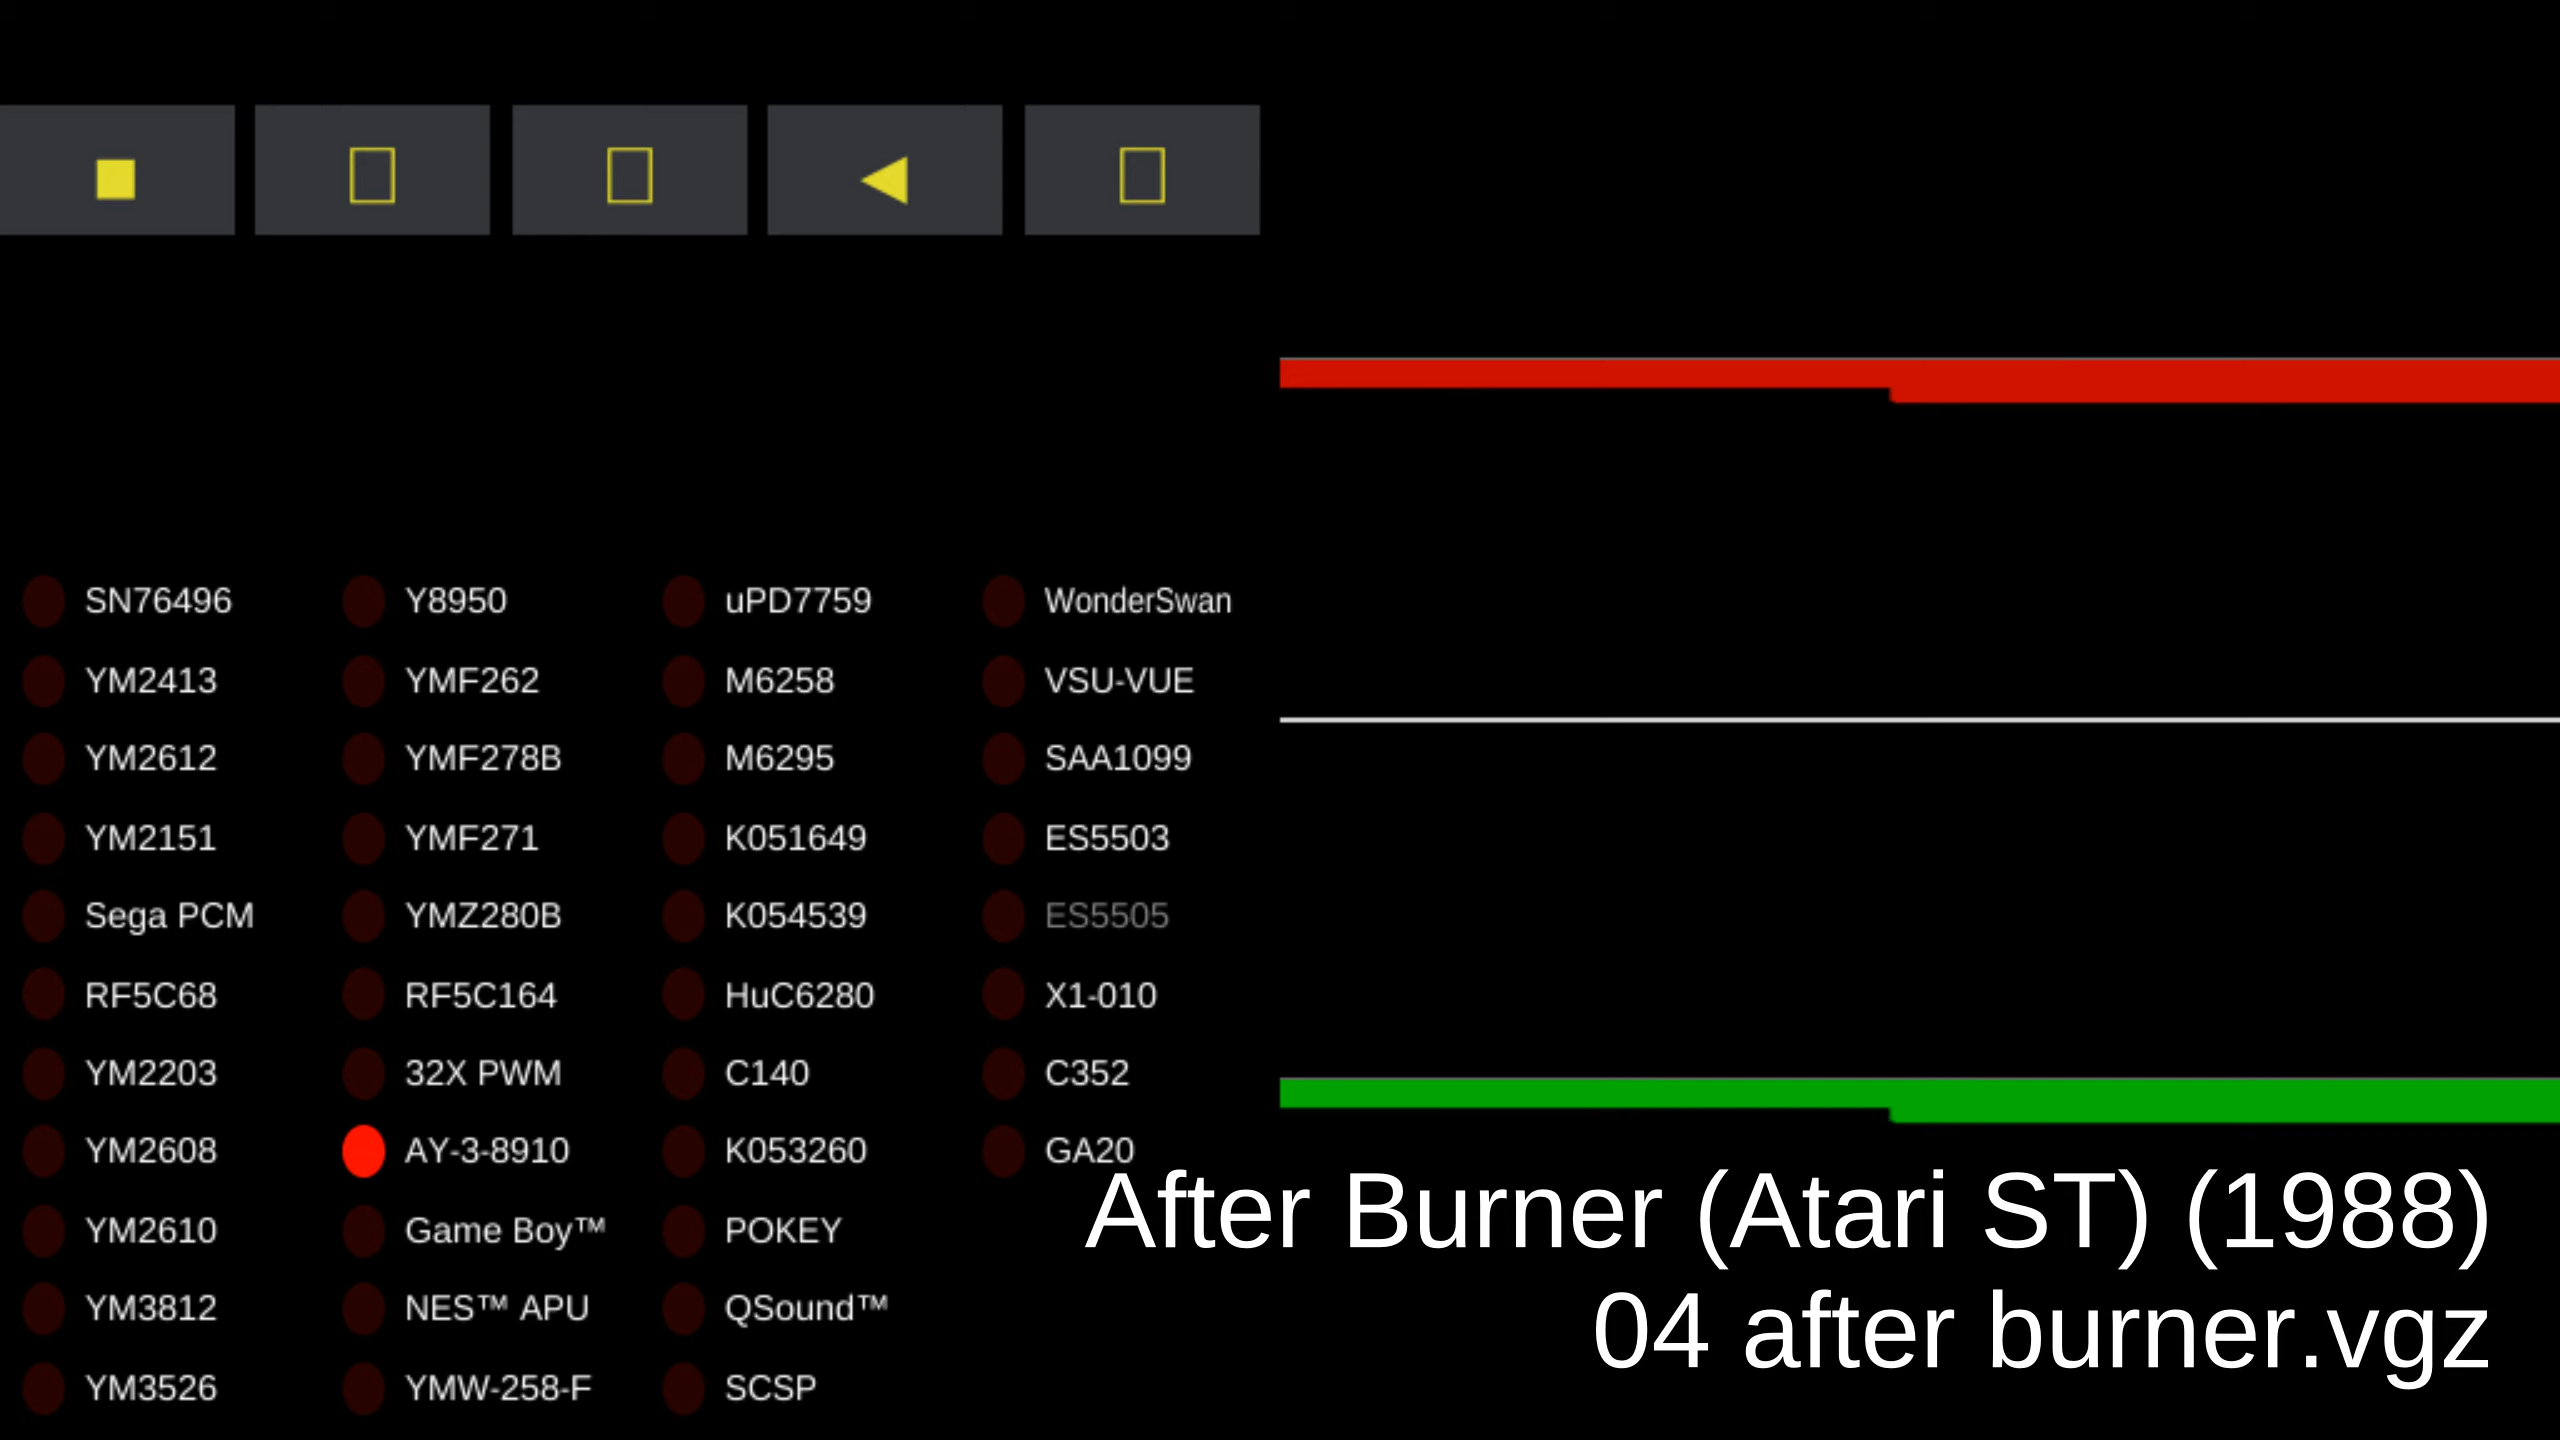 SN76496
YM2413
YM2612
YM2151
Sega PCM
RF5C68
YM2203
YM2608
YM2610
YM3812
YM3526
Y8950
YMF262
YMF278B
YMF271
YMZ280B
RF5C164
32X PWM
AY-3-8910
Game Boy™
NES™ APU
YMW-258-F
uPD7759
M6258
M6295
K051649
K054539
HuC6280
C140
K053260
POKEY
QSound™
SCSP
WonderSwan
VSU-VUE
SAA1099
ES5503
ES5505
X1-010
C352
GA20
After Burner (Atari ST) (1988)
04 after burner.vgz